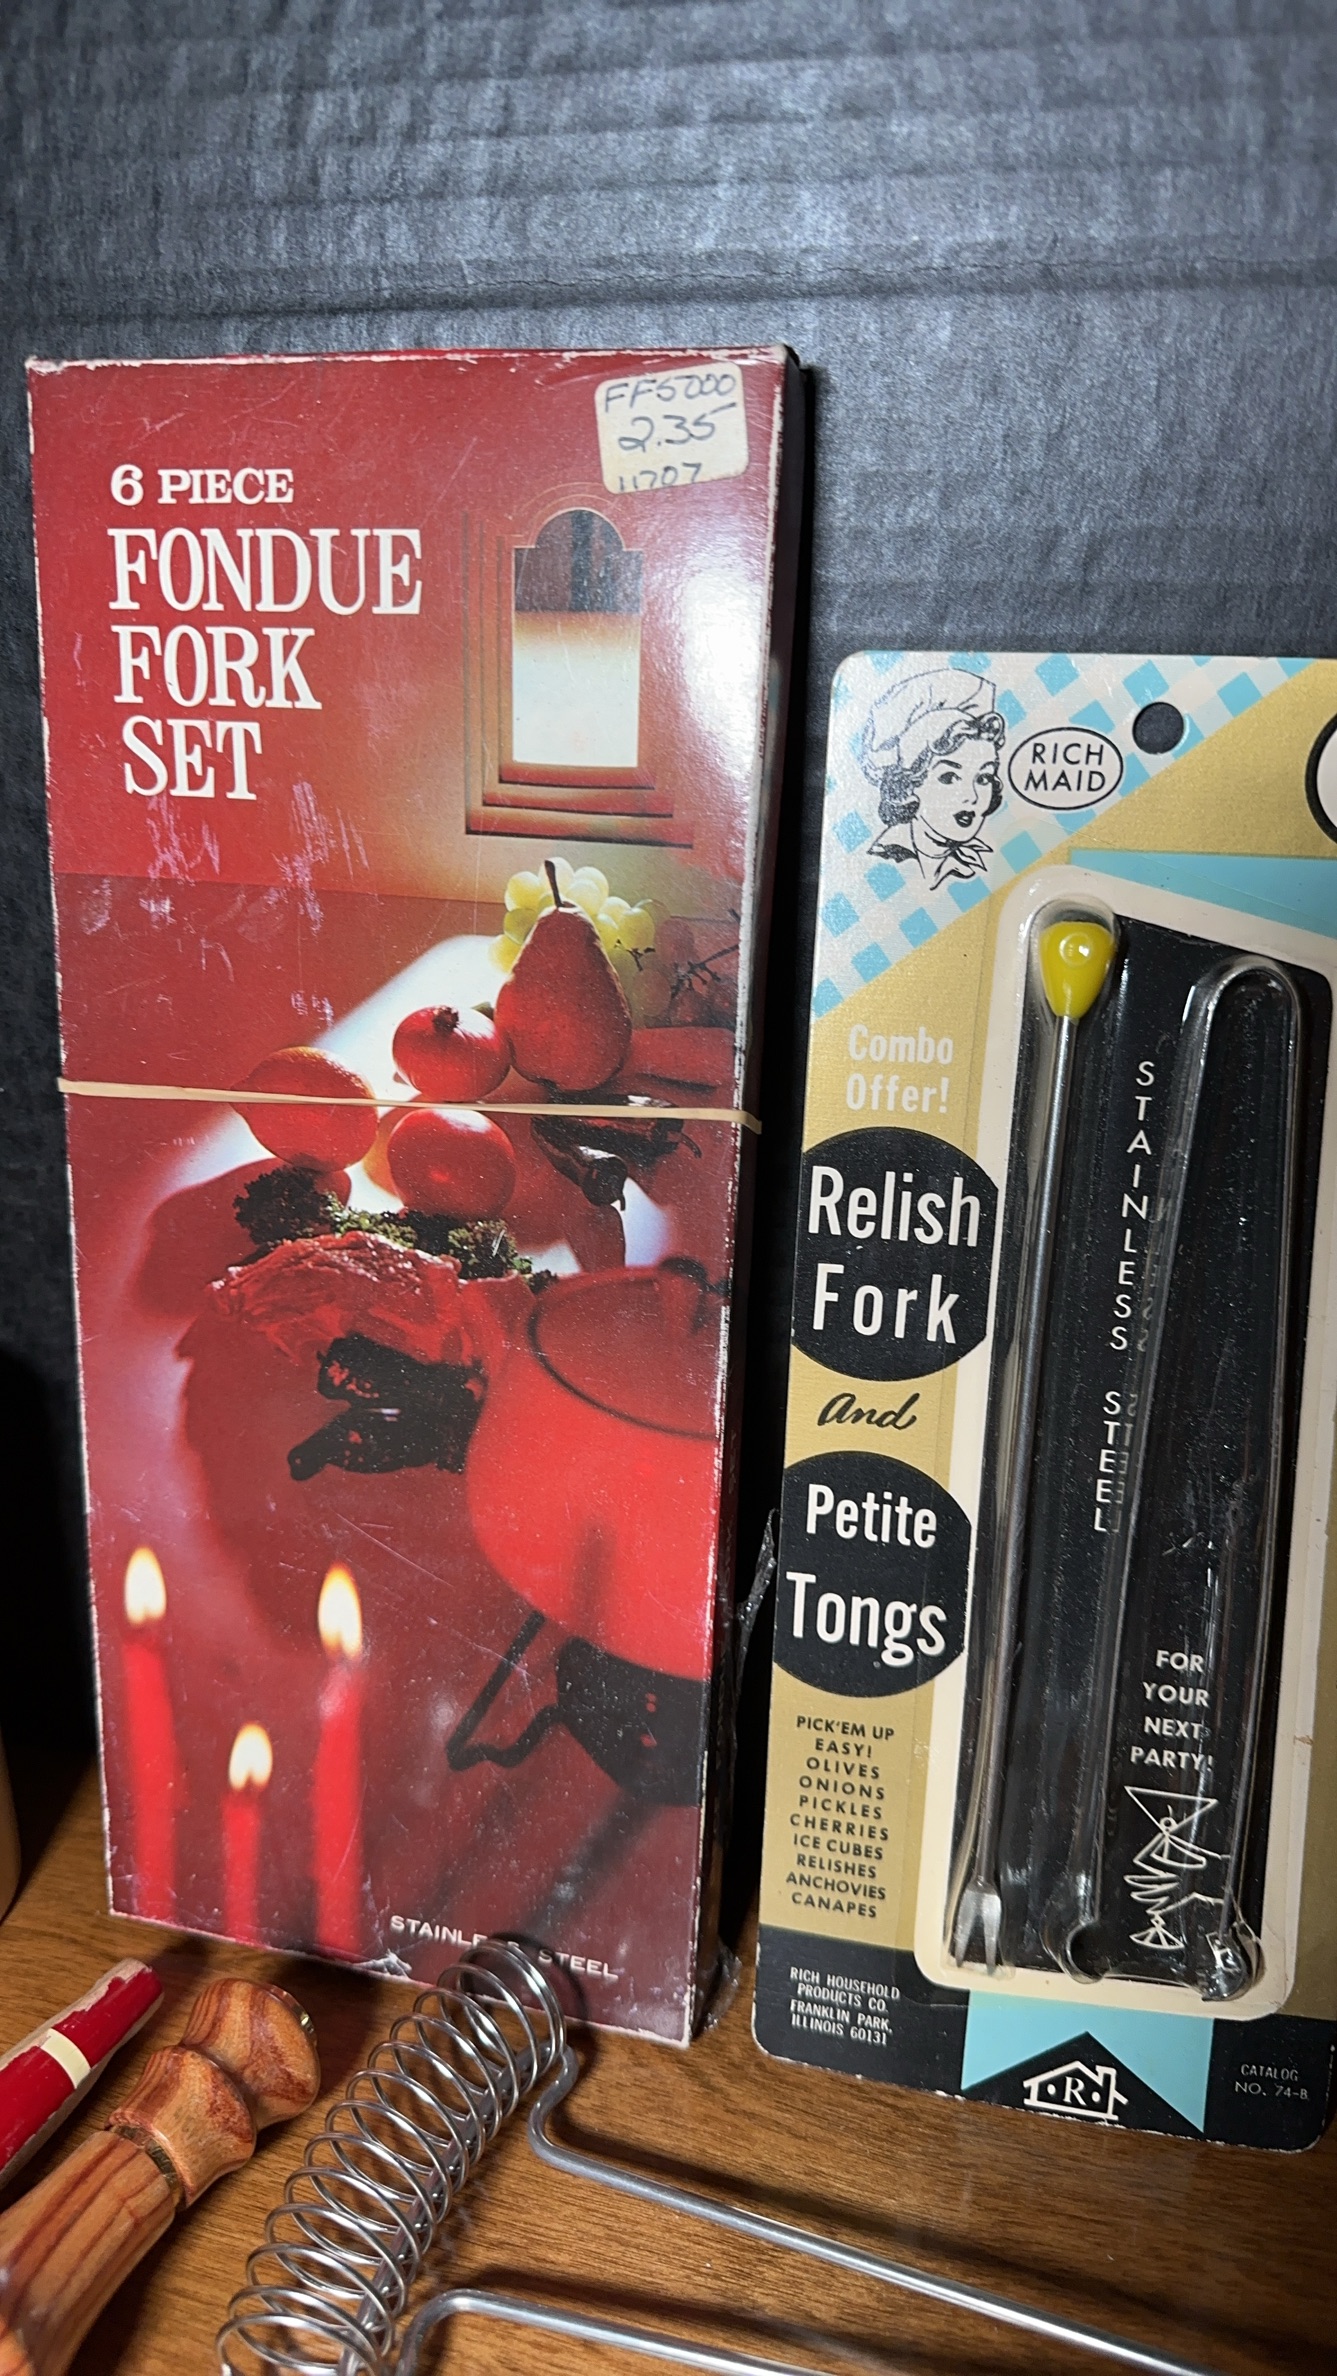 FF5000
2.35
11707
6 PIECE
FONDUE
FORK
SET
STAINLESS STEEL
RICH
MAID
Combo
Offer!
Relish
Fork
And
Petite
Tongs
PICK'EM UP
EASY!
OLIVES
ONIONS
PICKLES
CHERRIES
ICE CUBES
RELISHES
ANCHOVIES
CANAPES
STAINLESS STEEL
FOR
YOUR
NEXT
PARTY!
RICH HOUSEHOLD
PRODUCTS CO.
FRANKLIN PARK,
ILLINOIS 60131
R
CATALOG
NO. 74-B